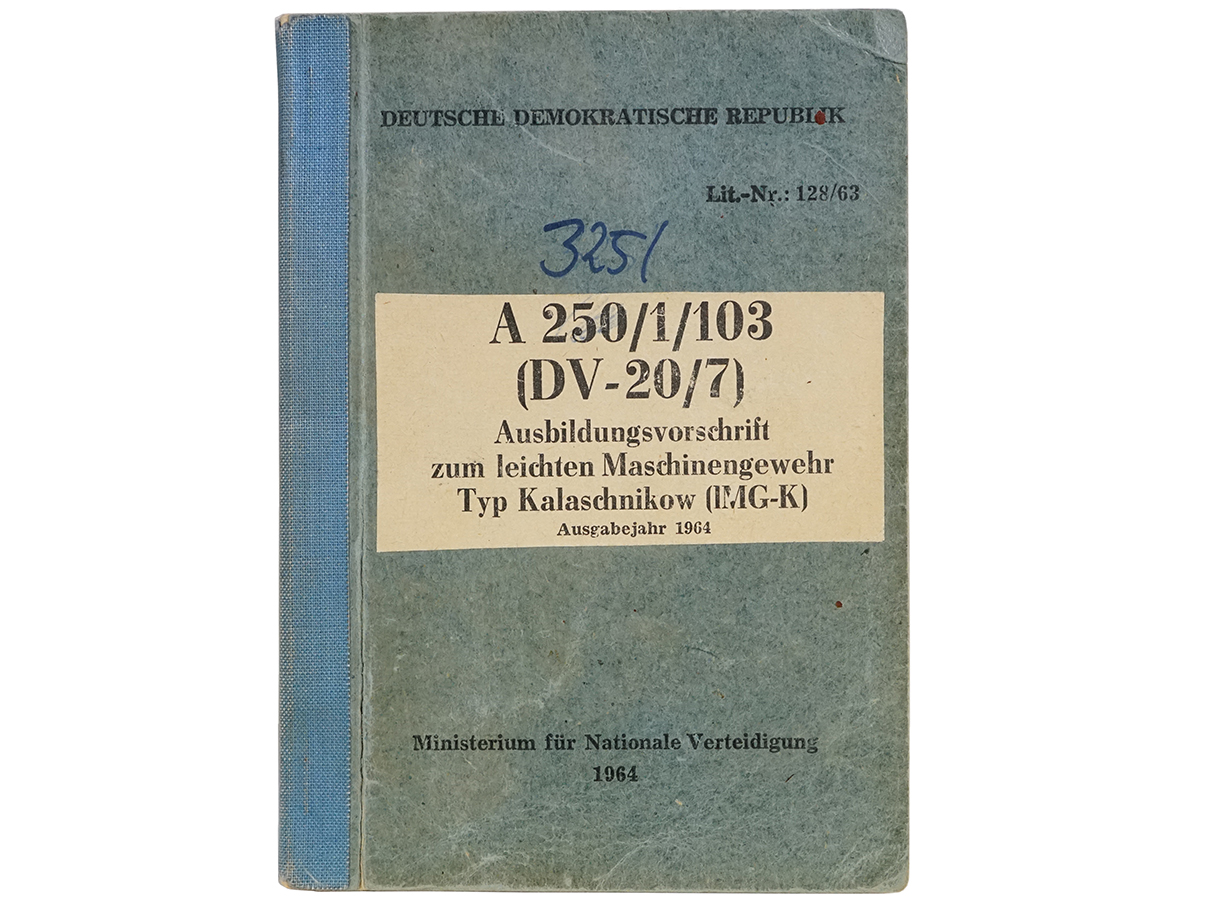 DEUTSCHE DEMOKRATISCHE REPUBLIK
Lit.-Nr.: 128/63
3251
A 250/1/103
(DV-20/7)
Ausbildungsvorschrift
zum leichten Maschinengewehr
Typ Kalaschnikow (lMG-K)
Ausgabejahr 1964
Ministerium für Nationale Verteidigung
1964